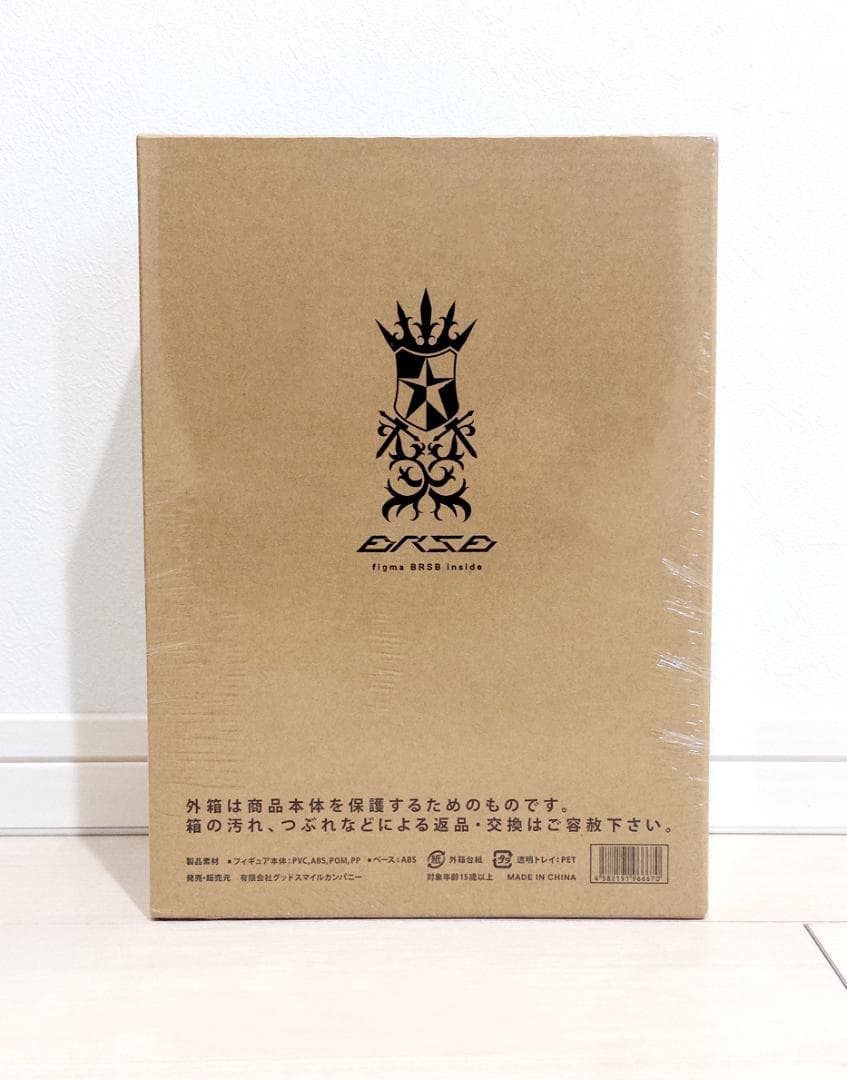 BRSB
figma BRSB inside
外箱は商品本体を保護するためのものです。
箱の汚れ、つぶれなどによる返品・交換はご容赦下さい。
製品素材 ■フィギュア本体:PVC,ABS,POM,PP ■ベース:ABS 紙 外箱台紙 プラ 透明トレイ:PET
発売・販売元 有限会社グッドスマイルカンパニー 対象年齢15歳以上 MADE IN CHINA
4582191966670